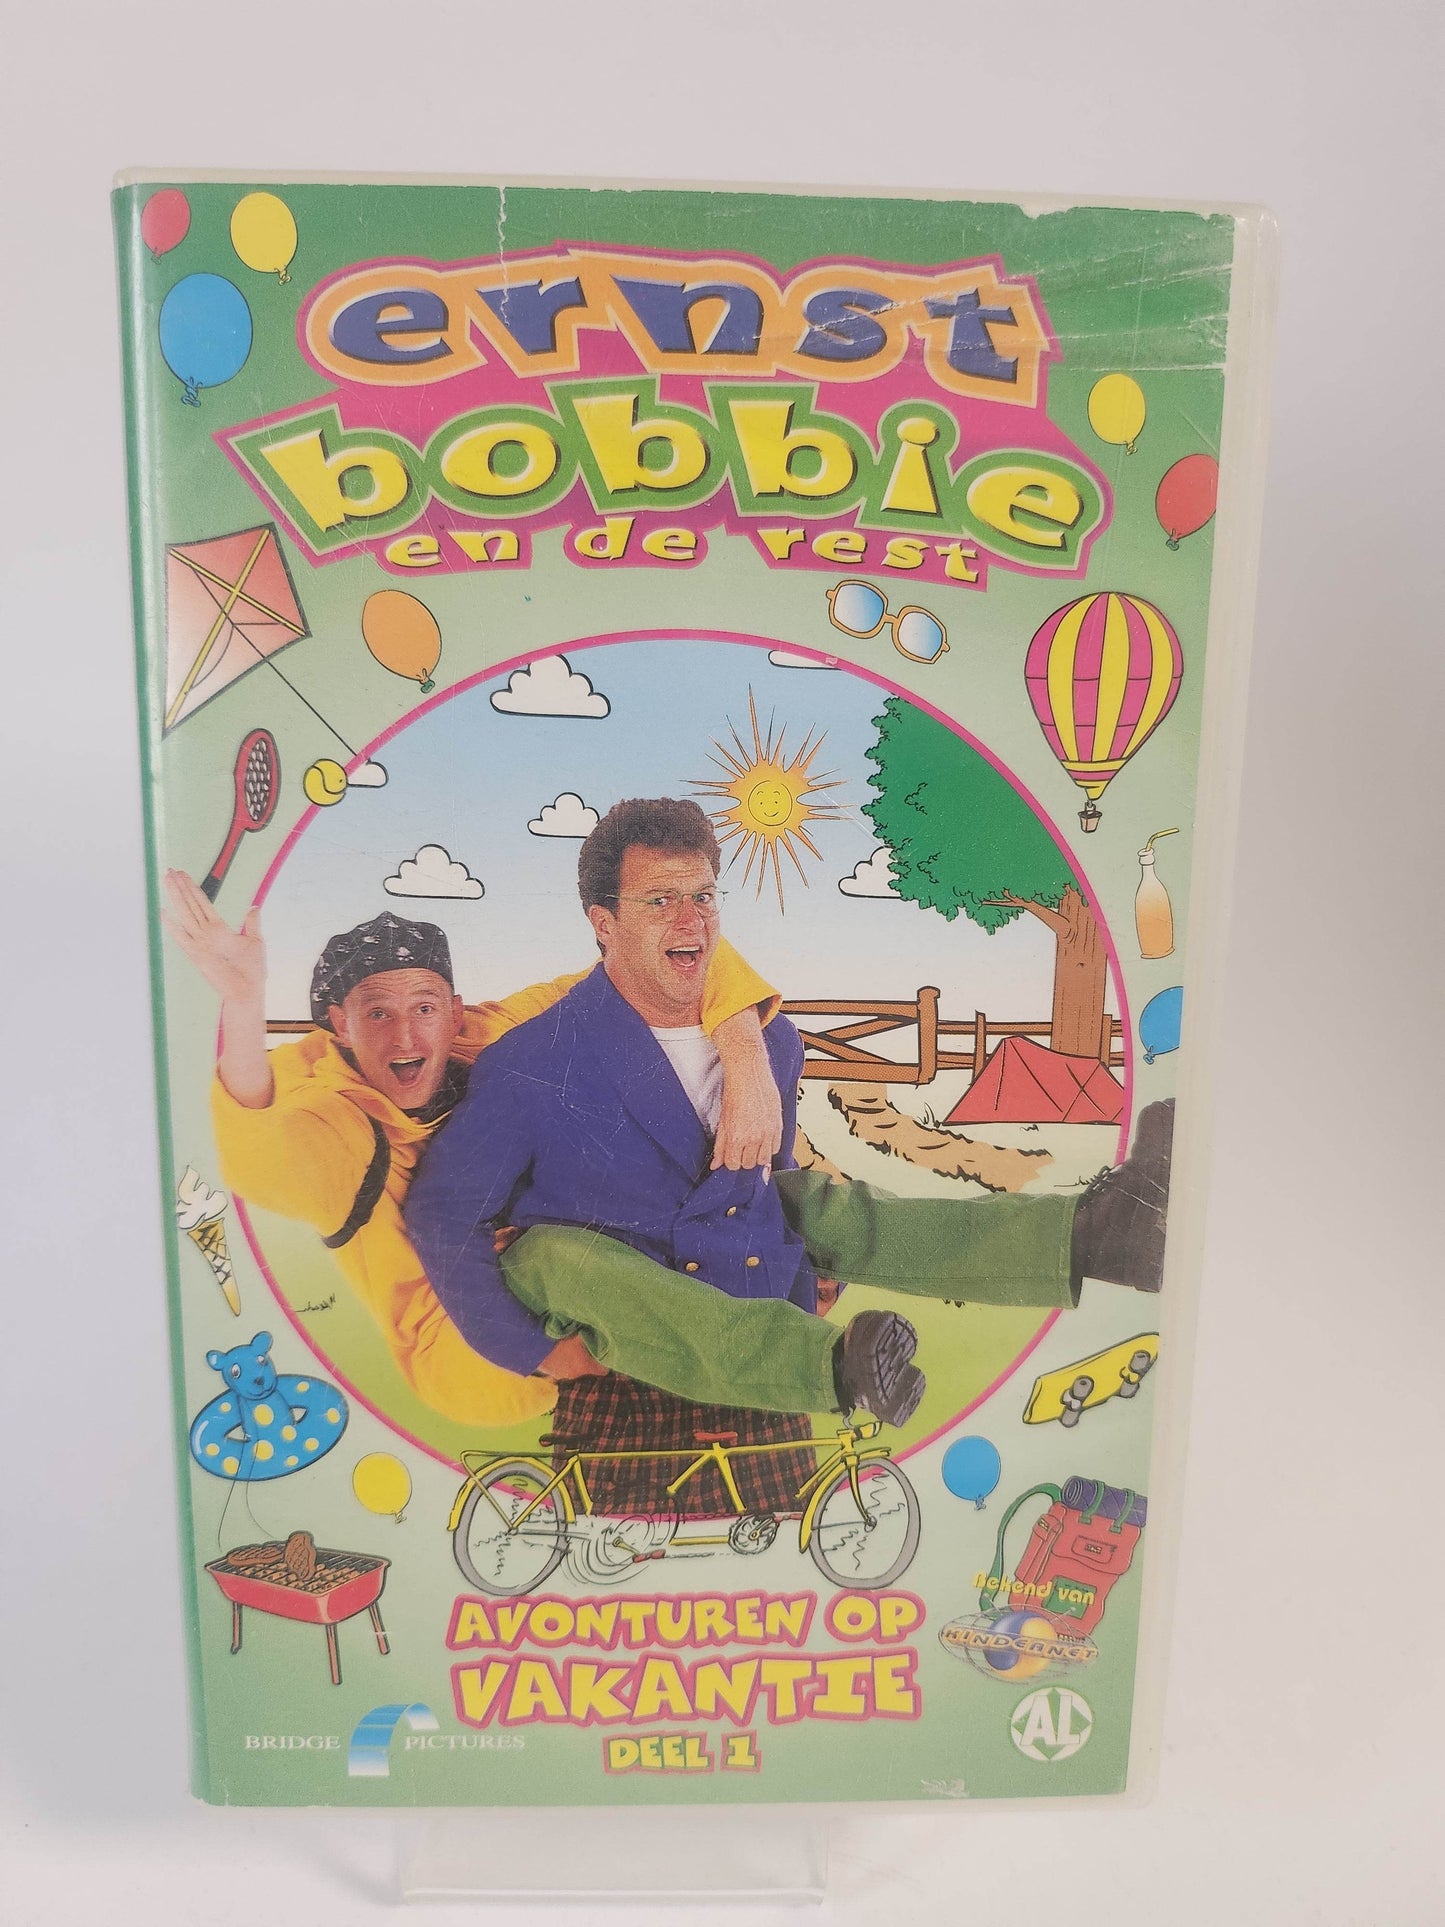 ernst
bobbie
en de rest
Bekend van
KINDERNET
AVONTUREN OP
VAKANTIE
DEEL 1
BRIDGE PICTURES
AL